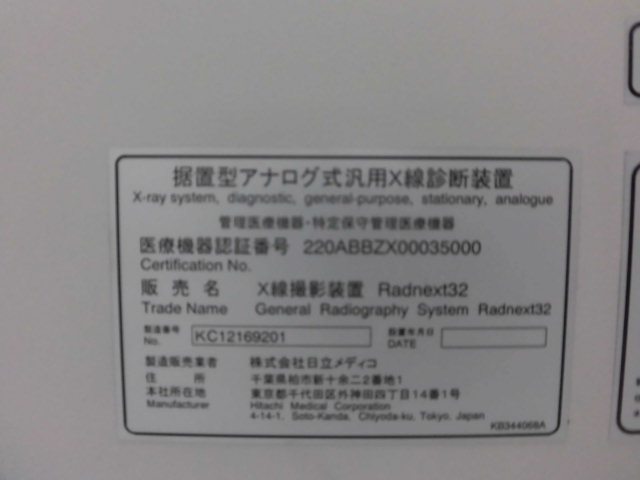 据置型アナログ式汎用X線診断装置
X-ray system, diagnostic, general-purpose, stationary, analogue
管理医療機器・特定保守管理医療機器
医療機器認証番号 220ABBZX00035000
Certification No.
販売名 X線撮影装置 Radnext32
Trade Name General Radiography System Radnext32
製造番号 KC12169201 設置年月日
No. DATE
製造販売業者 株式会社日立メディコ
住所 千葉県柏市新十余二2番地1
本社所在地 東京都千代田区外神田四丁目14番1号
Manufacturer Hitachi Medical Corporation
4-14-1, Soto-Kanda, Chiyoda-ku, Tokyo, Japan
KB344068A